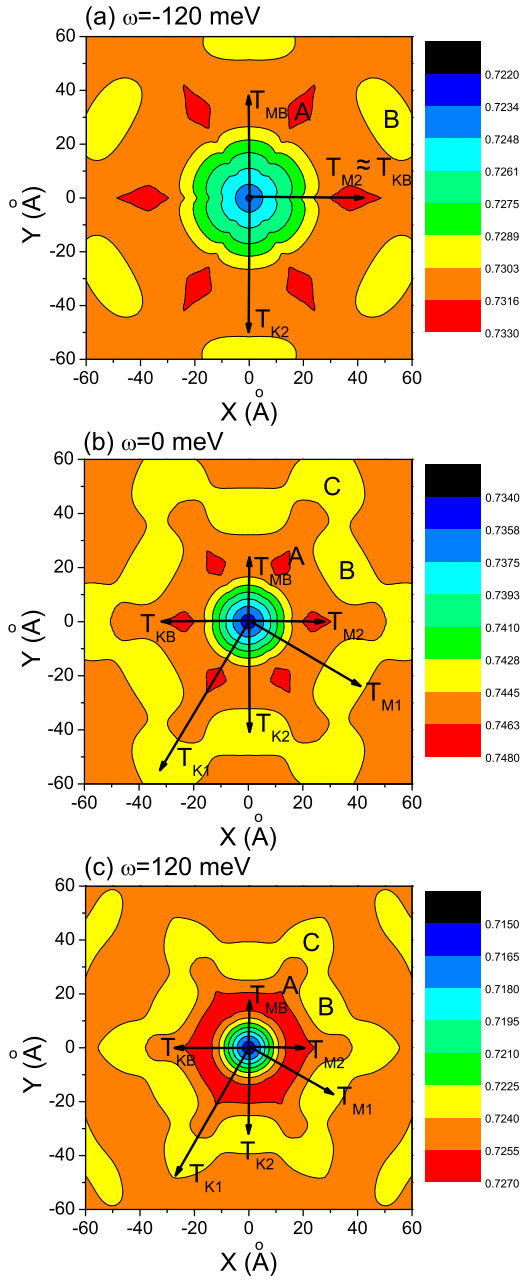 (a) ω=-120 meV
60
40
20
0
-20
-40
-60
Y (Å)
T_MB
A
B
T_M2 ≈ T_KB
T_K2
-60 -40 -20 0 20 40 60
X (Å)
0.7220
0.7234
0.7248
0.7261
0.7275
0.7289
0.7303
0.7316
0.7330
(b) ω=0 meV
60
40
20
0
-20
-40
-60
Y (Å)
C
B
A
T_MB
T_KB
T_M2
T_M1
T_K2
T_K1
-60 -40 -20 0 20 40 60
X (Å)
0.7340
0.7358
0.7375
0.7393
0.7410
0.7428
0.7445
0.7463
0.7480
(c) ω=120 meV
60
40
20
0
-20
-40
-60
Y (Å)
C
A
B
T_MB
T_KB
T_M2
T_M1
T_K2
T_K1
-60 -40 -20 0 20 40 60
X (Å)
0.7150
0.7165
0.7180
0.7195
0.7210
0.7225
0.7240
0.7255
0.7270